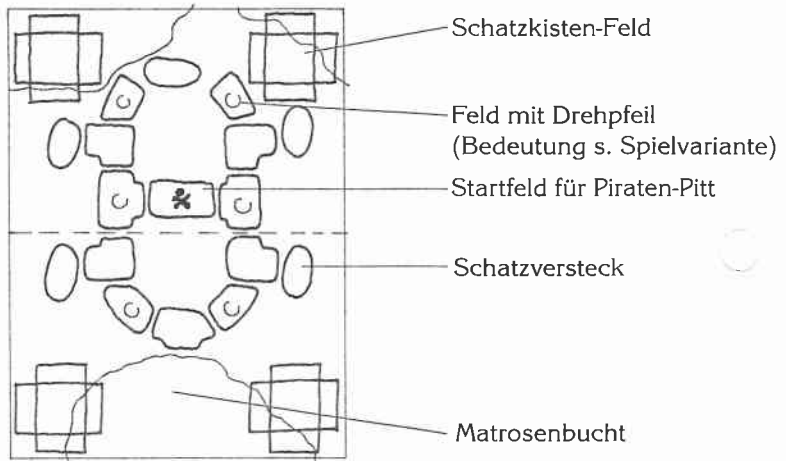 Schatzkisten-Feld
Feld mit Drehpfeil
(Bedeutung s. Spielvariante)
Startfeld für Piraten-Pitt
Schatzversteck
Matrosenbucht